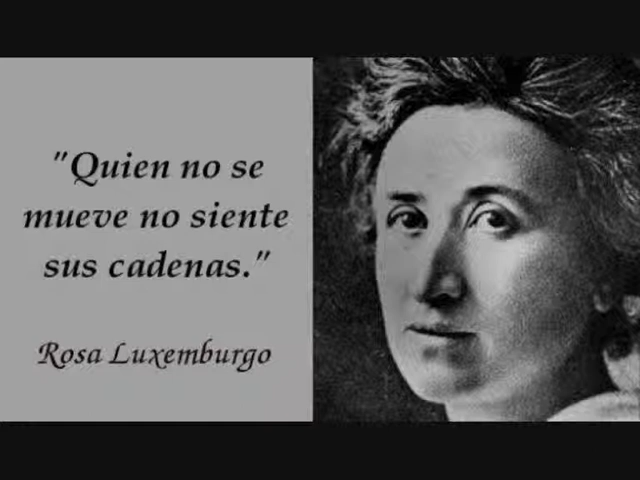 "Quien no se
mueve no siente
sus cadenas."
Rosa Luxemburgo